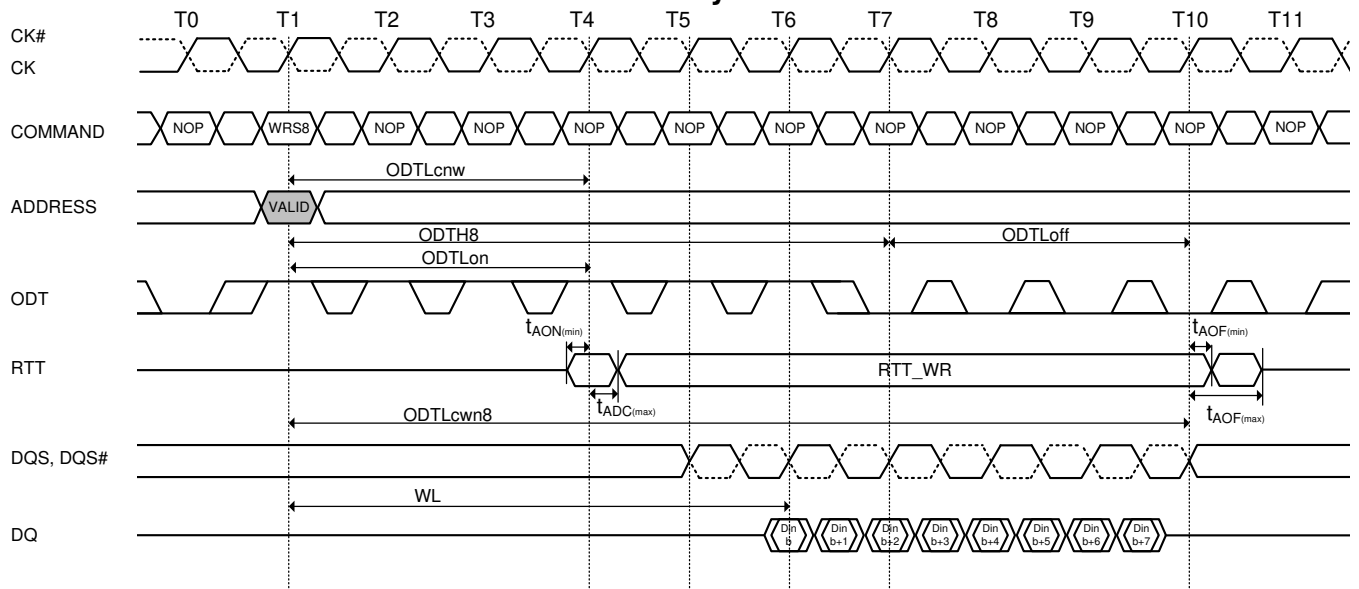 T0 T1 T2 T3 T4 T5 T6 T7 T8 T9 T10 T11
CK#
CK
COMMAND NOP WRS8 NOP NOP NOP NOP NOP NOP NOP NOP NOP NOP
ODTLcnw
ADDRESS VALID
ODTH8 ODTLoff
ODTLon
ODT
tAON(min) tAOF(min)
RTT RTT_WR
tADC(max) tAOF(max)
ODTLcwn8
DQS, DQS#
WL
DQ Din b Din b+1 Din b+2 Din b+3 Din b+4 Din b+5 Din b+6 Din b+7